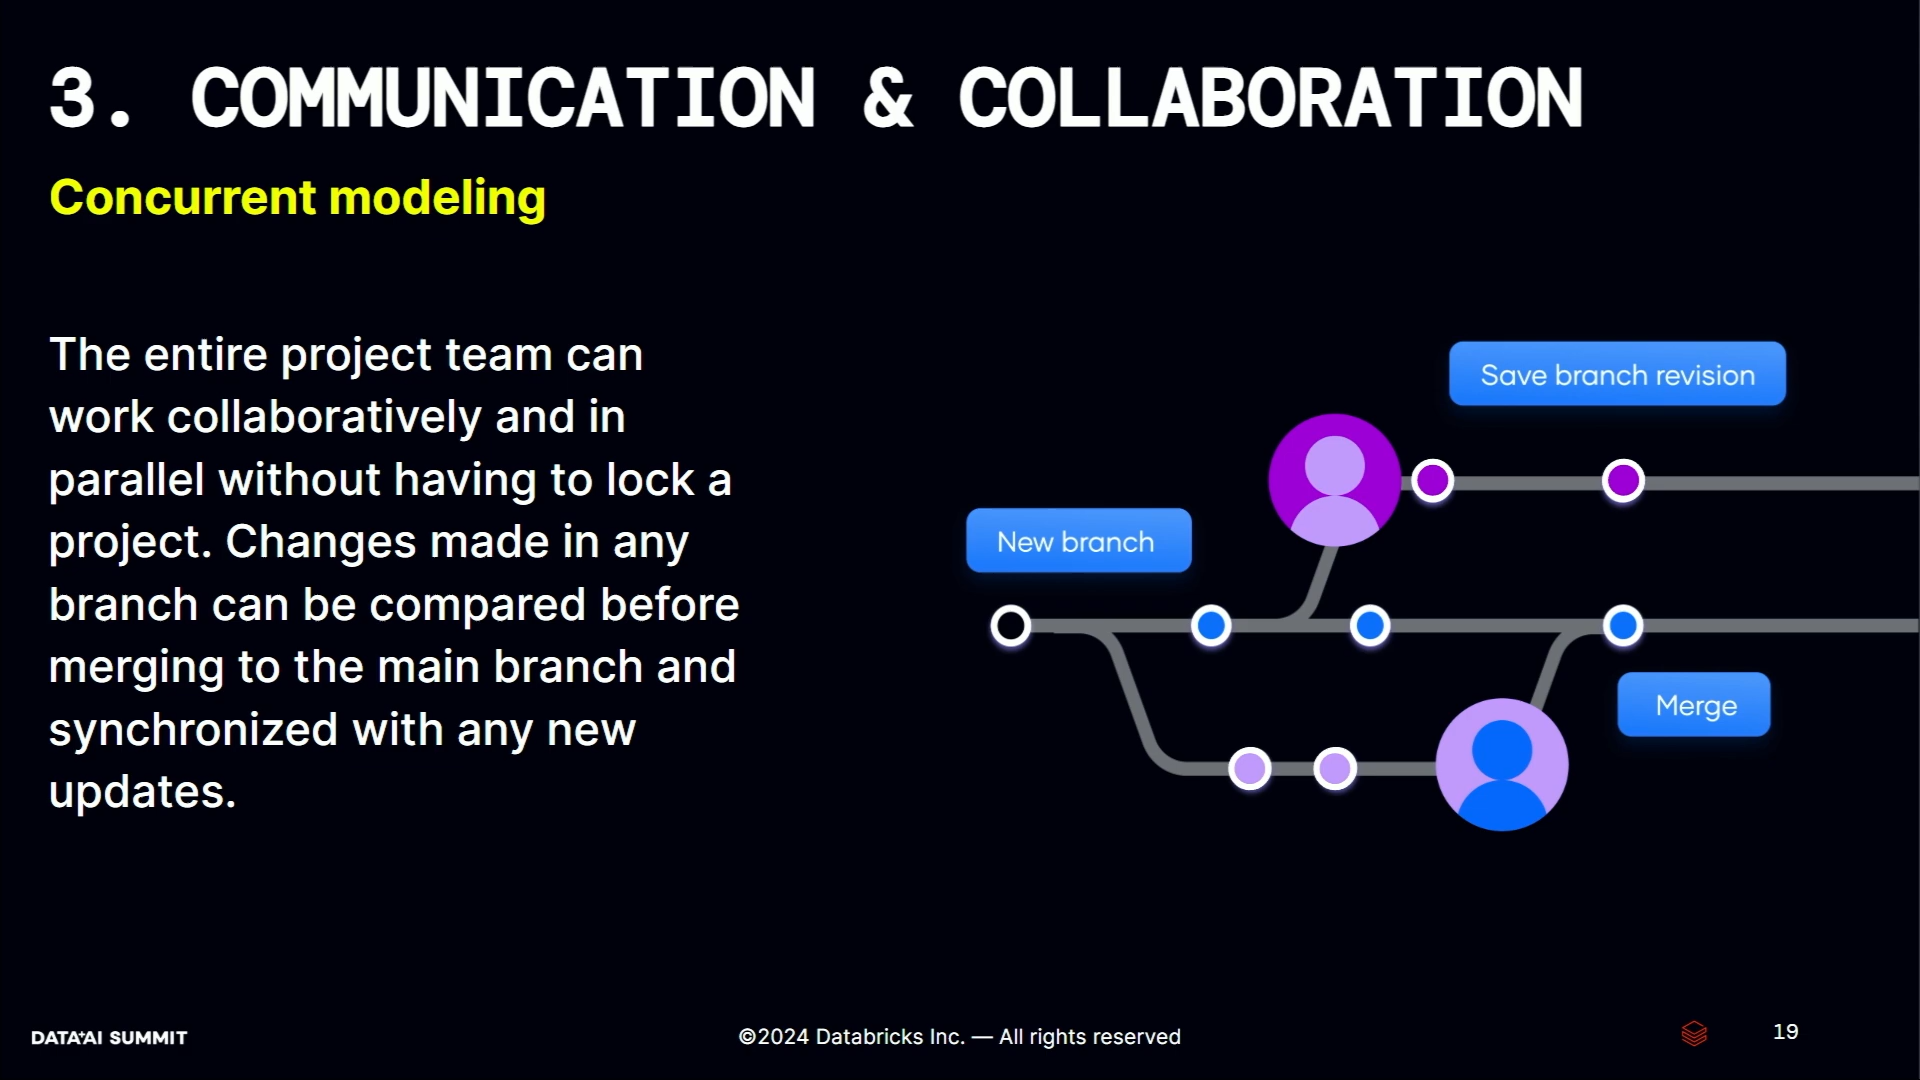 3. COMMUNICATION & COLLABORATION
Concurrent modeling
The entire project team can
work collaboratively and in
parallel without having to lock a
project. Changes made in any
branch can be compared before
merging to the main branch and
synchronized with any new
updates.
Save branch revision
New branch
Merge
DATA+AI SUMMIT
©2024 Databricks Inc. — All rights reserved
19